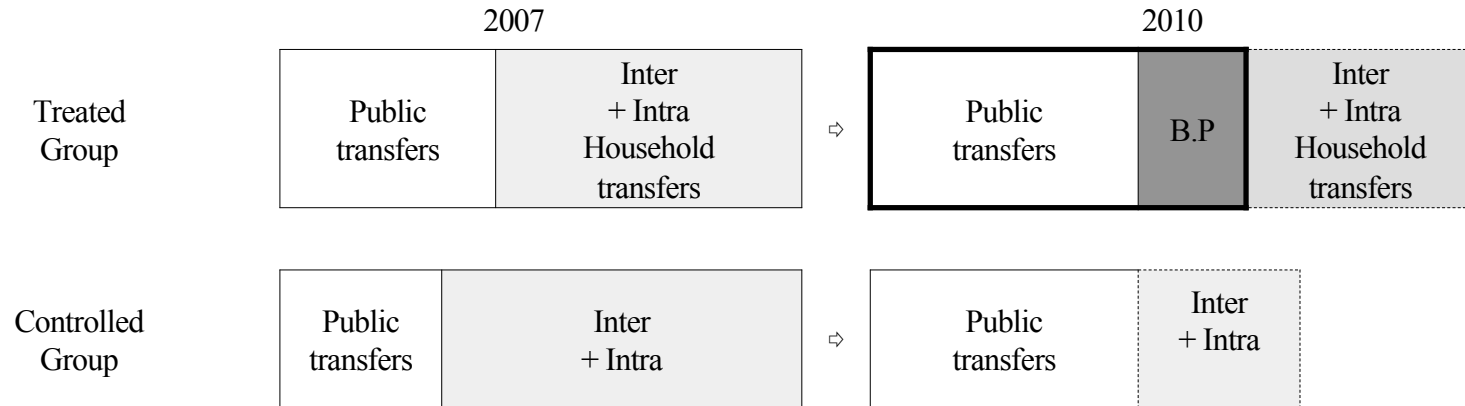 2007
2010
Treated
Group
Public
transfers
Inter
+ Intra
Household
transfers
⇨
Public
transfers
B.P
Inter
+ Intra
Household
transfers
Controlled
Group
Public
transfers
Inter
+ Intra
⇨
Public
transfers
Inter
+ Intra